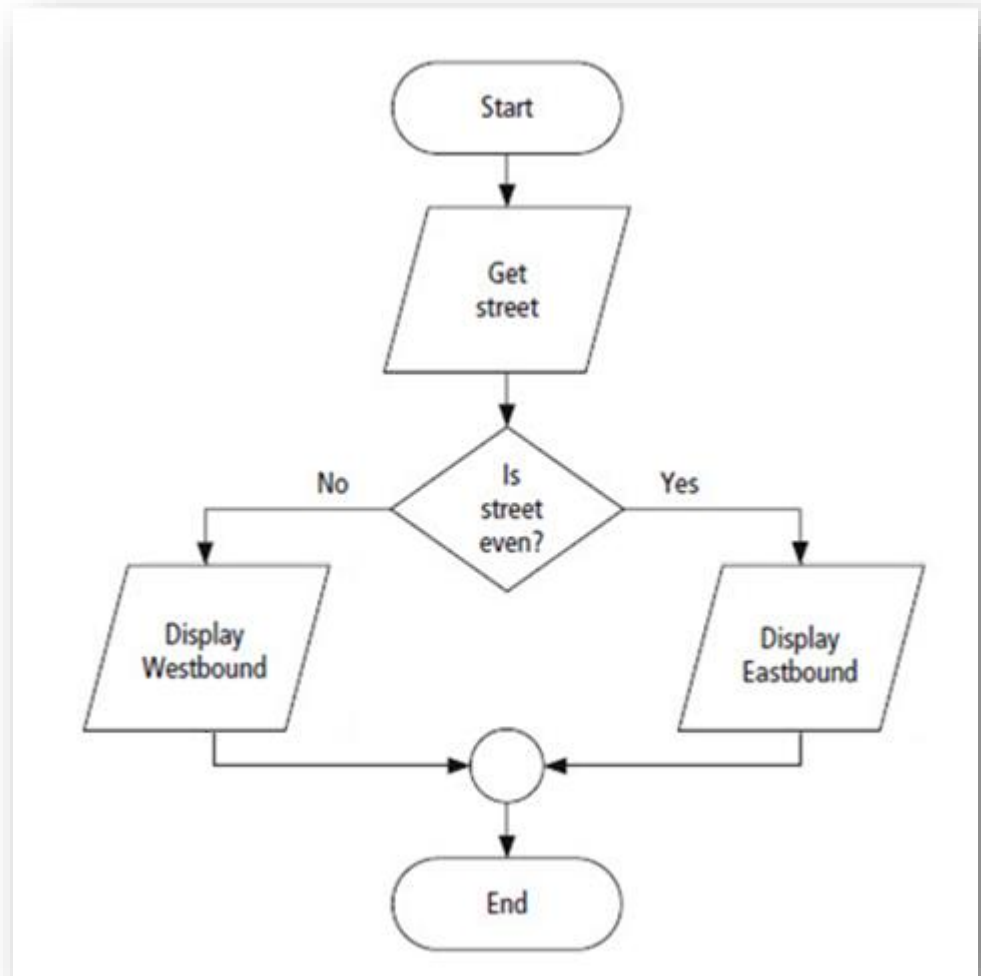 Start
Get
street
Is
street
even?
No
Yes
Display
Westbound
Display
Eastbound
End